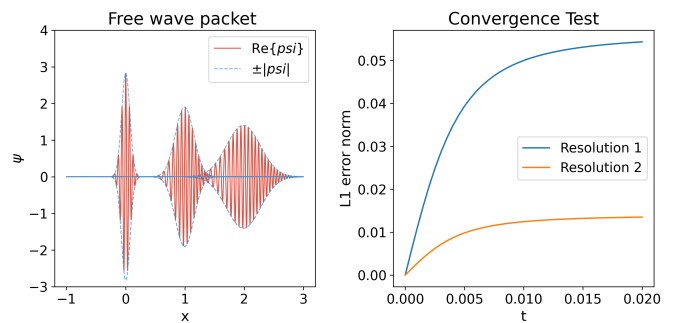 Free wave packet
4
3
2
1
0
−1
−2
−3
ψ
−1
0
1
2
3
x
Re{psi}
±|psi|
Convergence Test
0.05
0.04
0.03
0.02
0.01
0.00
L1 error norm
0.000
0.005
0.010
0.015
0.020
t
Resolution 1
Resolution 2